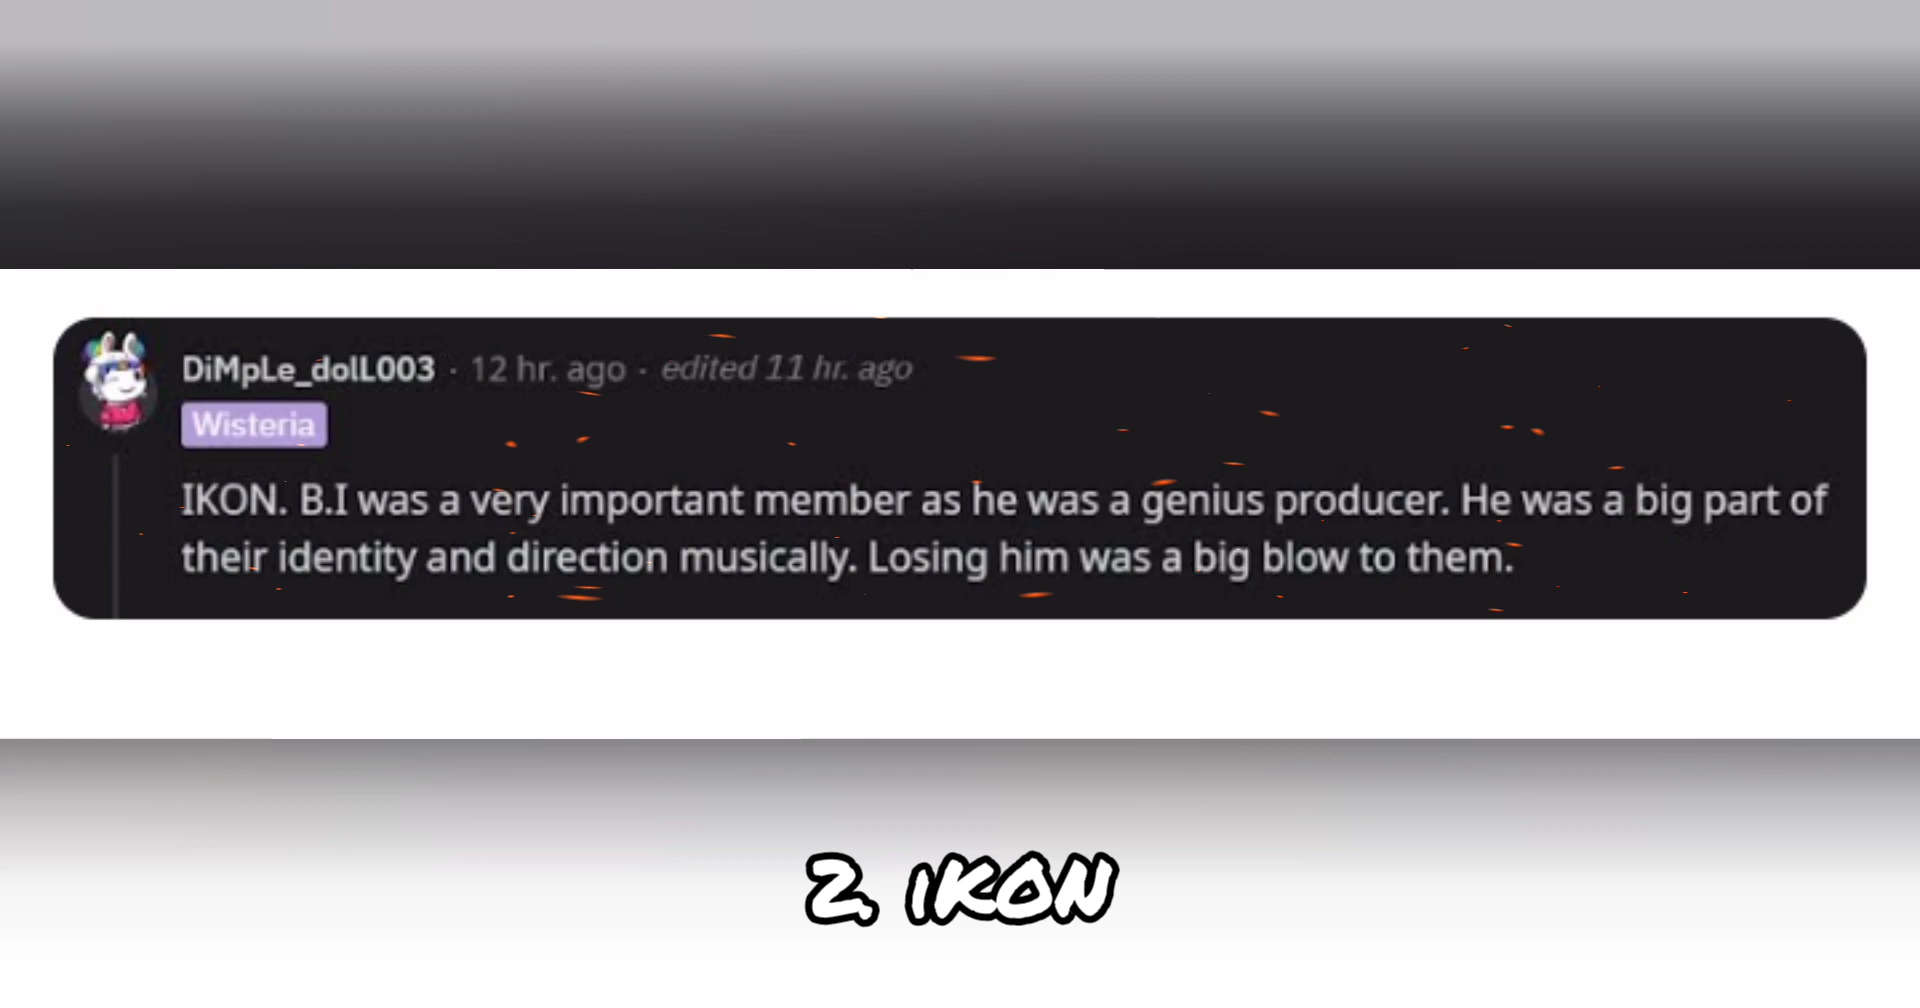 DiMpLe_dolL003 · 12 hr. ago · edited 11 hr. ago
Wisteria
IKON. B.I was a very important member as he was a genius producer. He was a big part of
their identity and direction musically. Losing him was a big blow to them.
2. iKON